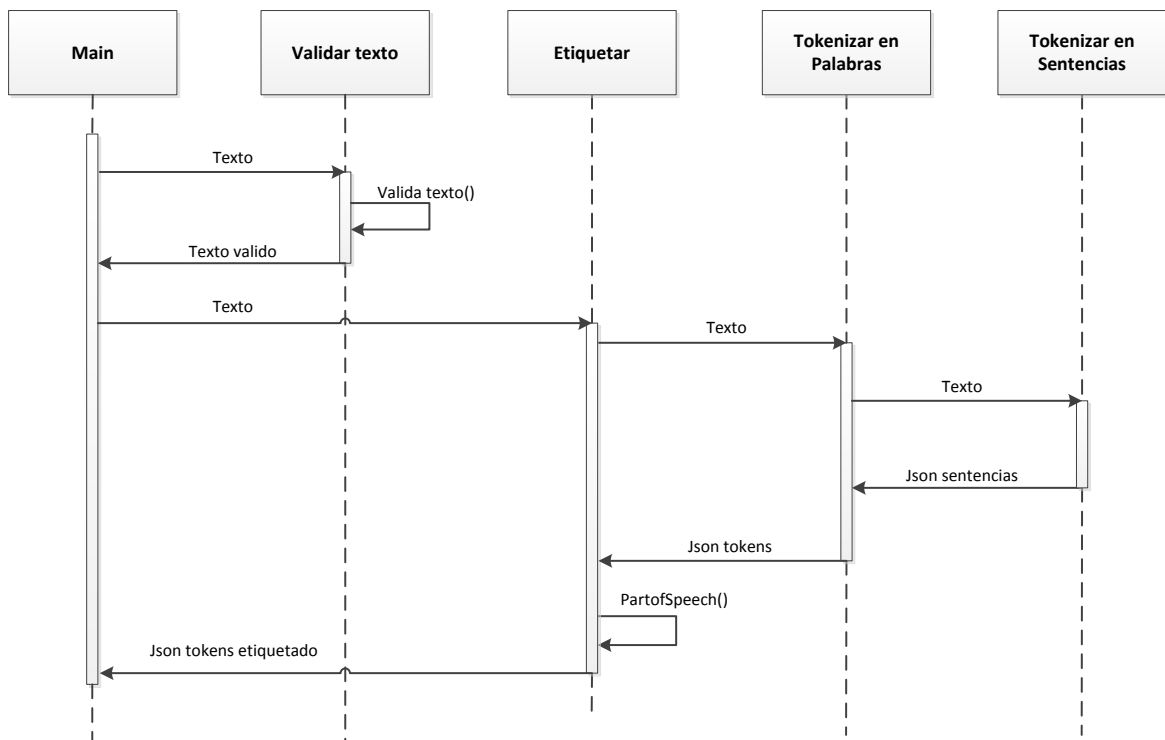 Main
Validar texto
Etiquetar
Tokenizar en
Palabras
Tokenizar en
Sentencias
Texto
Valida texto()
Texto valido
Texto
Texto
Texto
Json sentencias
Json tokens
PartofSpeech()
Json tokens etiquetado